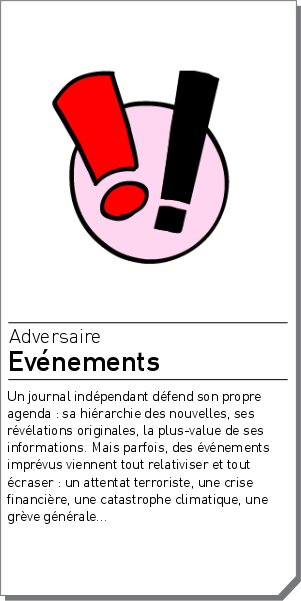 Adversaire
Evénements
Un journal indépendant défend son propre
agenda : sa hiérarchie des nouvelles, ses
révélations originales, la plus-value de ses
informations. Mais parfois, des événements
imprévus viennent tout relativiser et tout
écraser : un attentat terroriste, une crise
financière, une catastrophe climatique, une
grève générale...